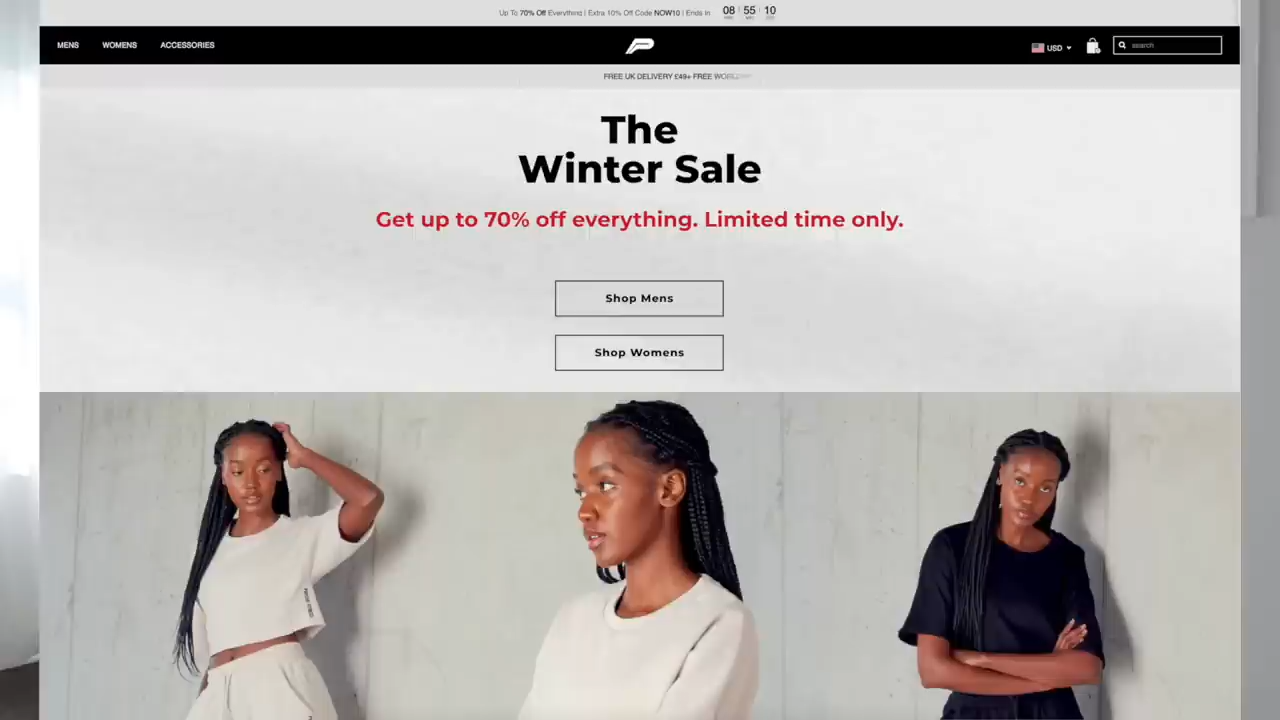 Up To 70% Off Everything | Extra 10% Off Code NOW10 | Ends In 08 : 55 : 10
MENS WOMENS ACCESSORIES
USD
search
FREE UK DELIVERY £49+ FREE
The
Winter Sale
Get up to 70% off everything. Limited time only.
Shop Mens
Shop Womens